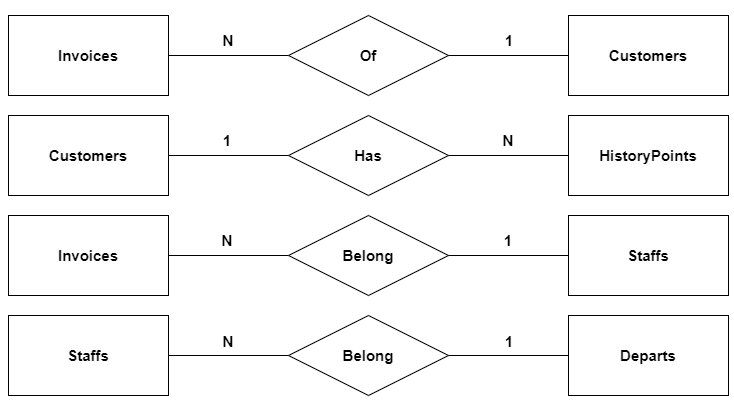 N 1
Invoices Of Customers
1 N
Customers Has HistoryPoints
N 1
Invoices Belong Staffs
N 1
Staffs Belong Departs